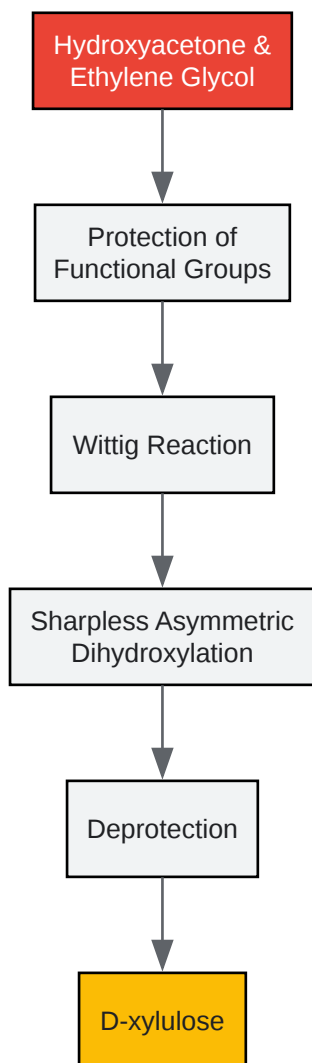 Hydroxyacetone &
Ethylene Glycol
Protection of
Functional Groups
Wittig Reaction
Sharpless Asymmetric
Dihydroxylation
Deprotection
D-xylulose